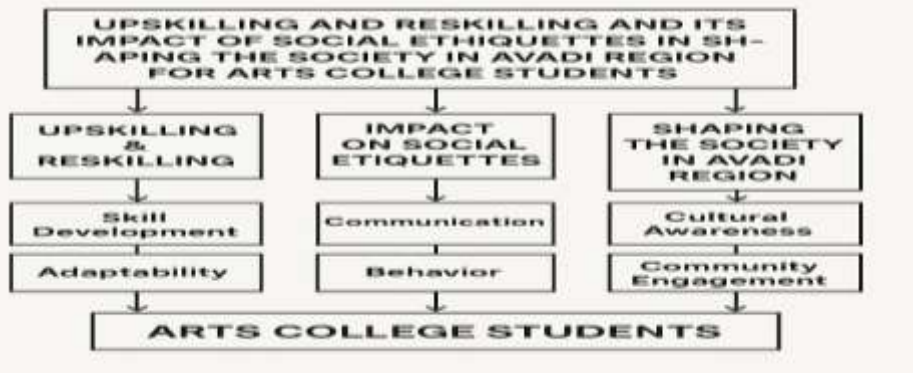 UPSKILLING AND RESKILLING AND ITS
IMPACT OF SOCIAL ETHIQUETTES IN SH-
APING THE SOCIETY IN AVADI REGION
FOR ARTS COLLEGE STUDENTS
UPSKILLING
&
RESKILLING
IMPACT
ON SOCIAL
ETIQUETTES
SHAPING
THE SOCIETY
IN AVADI
REGION
Skill
Development
Communication
Cultural
Awareness
Adaptability
Behavior
Community
Engagement
ARTS COLLEGE STUDENTS